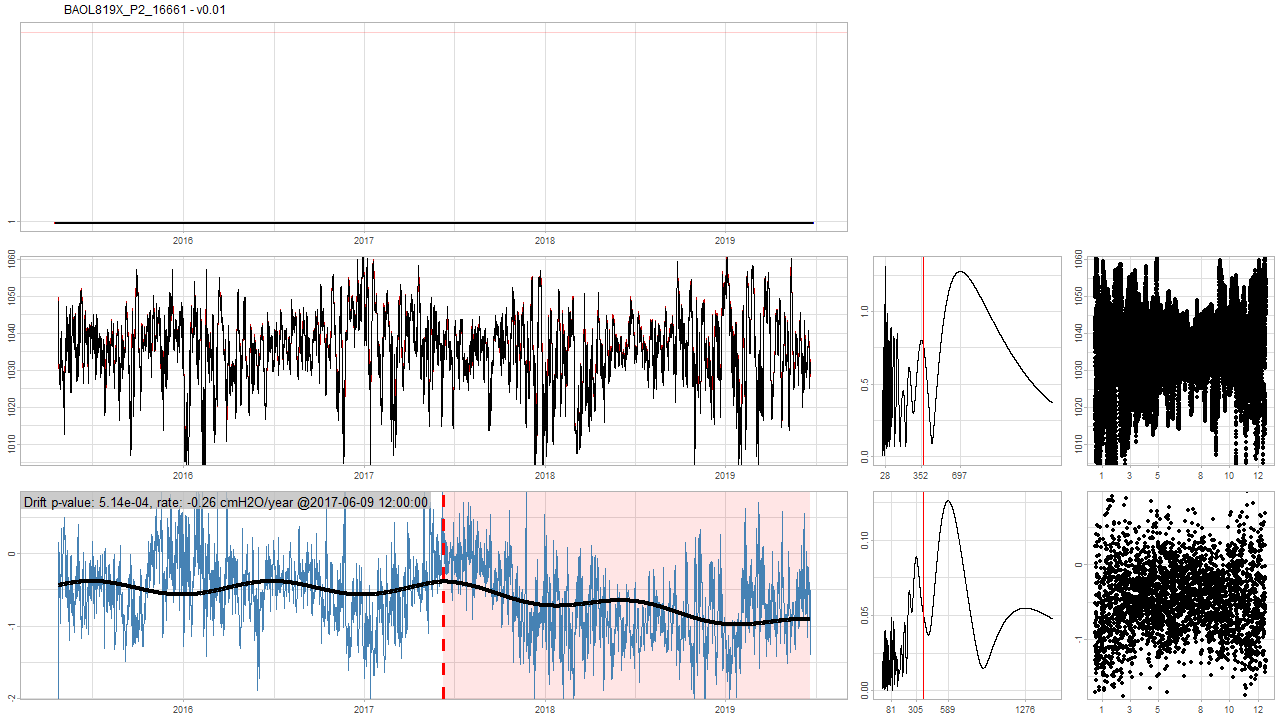 BAOL819X_P2_16661 - v0.01
1
2016 2017 2018 2019
1060 1050 1040 1030 1020 1010
2016 2017 2018 2019
1.0 0.5 0.0
28 352 697
1060 1050 1040 1030 1020 1010
1 3 5 8 10 12
Drift p-value: 5.14e-04, rate: -0.26 cmH2O/year @2017-06-09 12:00:00
0 -1 -2
2016 2017 2018 2019
0.10 0.05 0.00
81 305 589 1276
0 -1
1 3 5 8 10 12